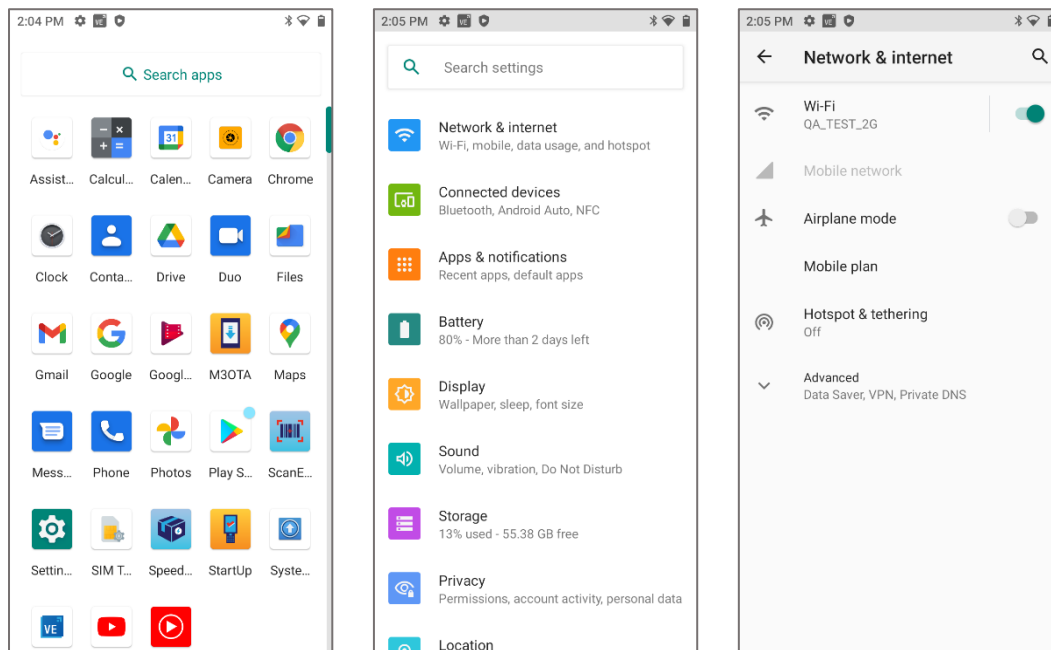 2:04 PM
VE
Search apps
31
Assist...
Calcul...
Calen...
Camera
Chrome
Clock
Conta...
Drive
Duo
Files
Gmail
Google
Googl...
M3OTA
Maps
Mess...
Phone
Photos
Play S...
ScanE...
Settin...
SIM T...
Speed...
StartUp
Syste...
VE
2:05 PM
VE
Search settings
Network & internet
Wi-Fi, mobile, data usage, and hotspot
Connected devices
Bluetooth, Android Auto, NFC
Apps & notifications
Recent apps, default apps
Battery
80% - More than 2 days left
Display
Wallpaper, sleep, font size
Sound
Volume, vibration, Do Not Disturb
Storage
13% used - 55.38 GB free
Privacy
Permissions, account activity, personal data
Location
2:05 PM
VE
Network & internet
Wi-Fi
QA_TEST_2G
Mobile network
Airplane mode
Mobile plan
Hotspot & tethering
Off
Advanced
Data Saver, VPN, Private DNS